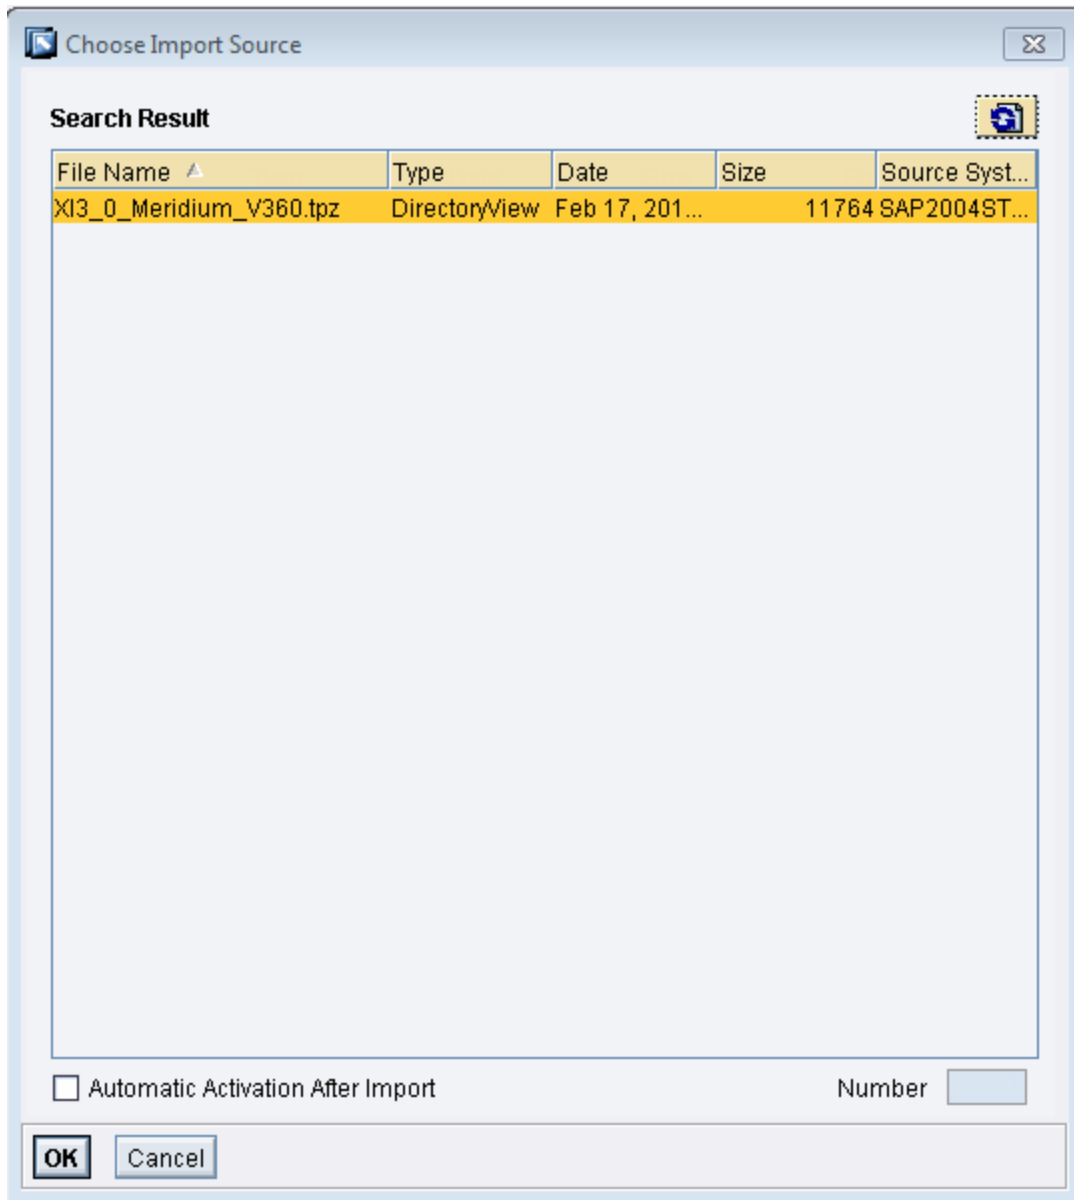 Choose Import Source
Search Result
File Name Type Date Size Source Syst...
XI3_0_Meridium_V360.tpz DirectoryView Feb 17, 201... 11764 SAP2004ST...
Automatic Activation After Import Number
OK Cancel